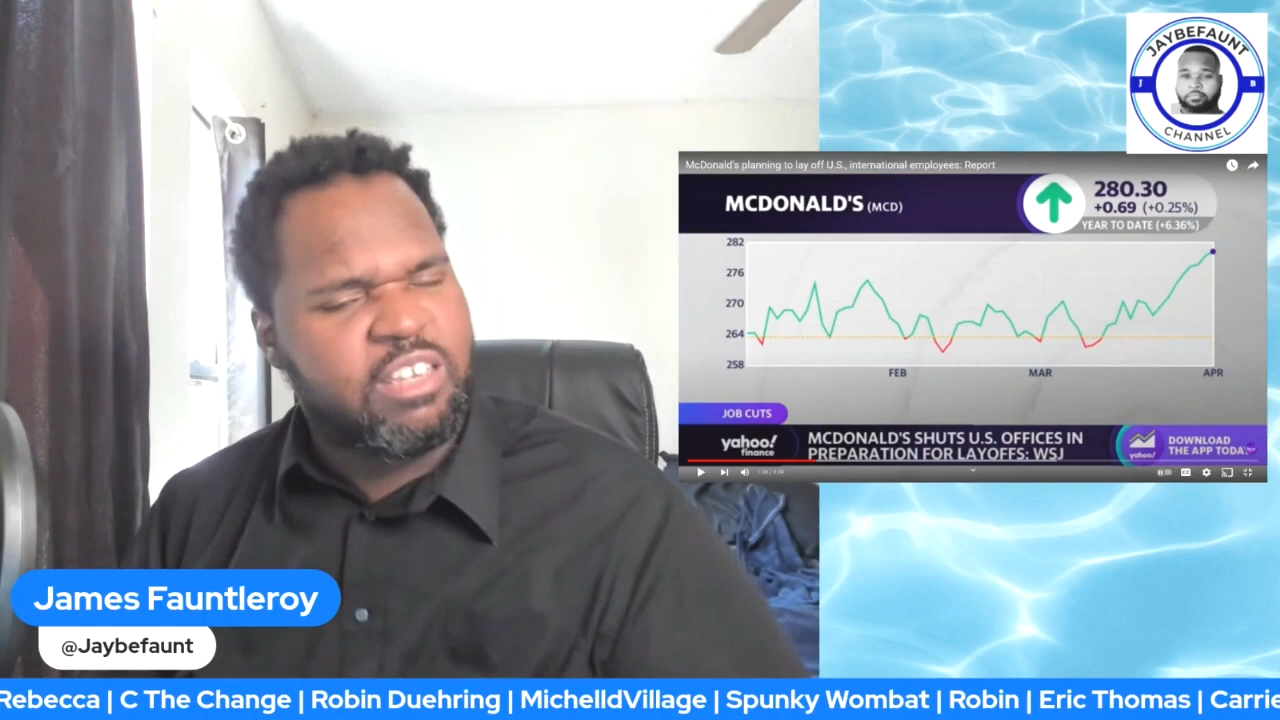 JAYBEFAUNT
J B
CHANNEL
McDonald's planning to lay off U.S., international employees: Report
MCDONALD'S (MCD)
280.30
+0.69 (+0.25%)
YEAR TO DATE (+6.36%)
282
276
270
264
258
FEB MAR APR
JOB CUTS
yahoo!
finance
MCDONALD'S SHUTS U.S. OFFICES IN
PREPARATION FOR LAYOFFS: WSJ
yahoo!
DOWNLOAD
THE APP TODAY
James Fauntleroy
@Jaybefaunt
Rebecca | C The Change | Robin Duehring | MichelldVillage | Spunky Wombat | Robin | Eric Thomas | Carrie